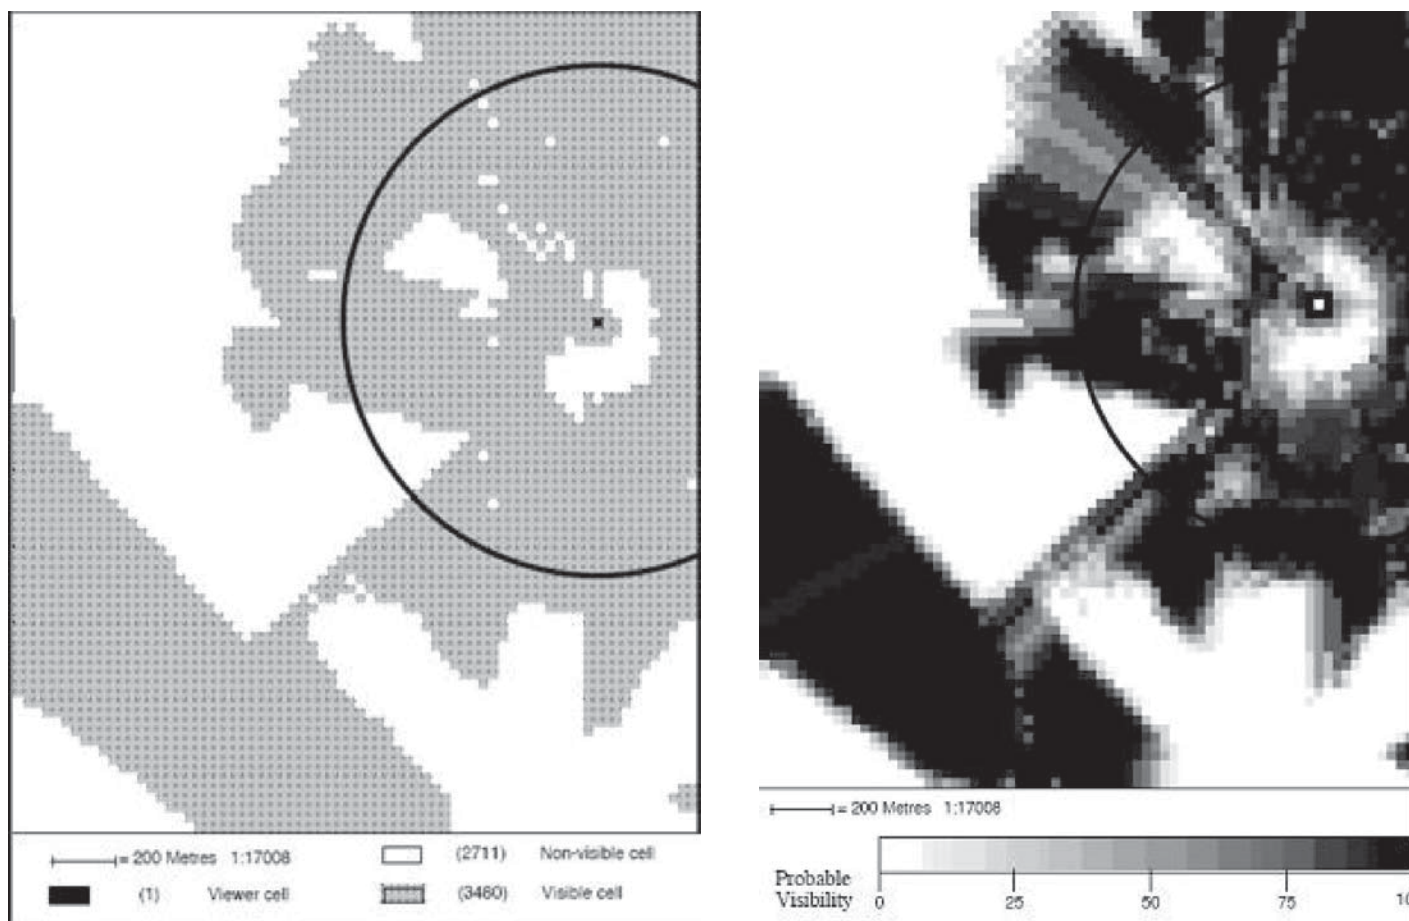 = 200 Metres 1:17008
(2711) Non-visible cell
(1) Viewer cell
(3460) Visible cell
= 200 Metres 1:17008
Probable
Visibility
0 25 50 75 10